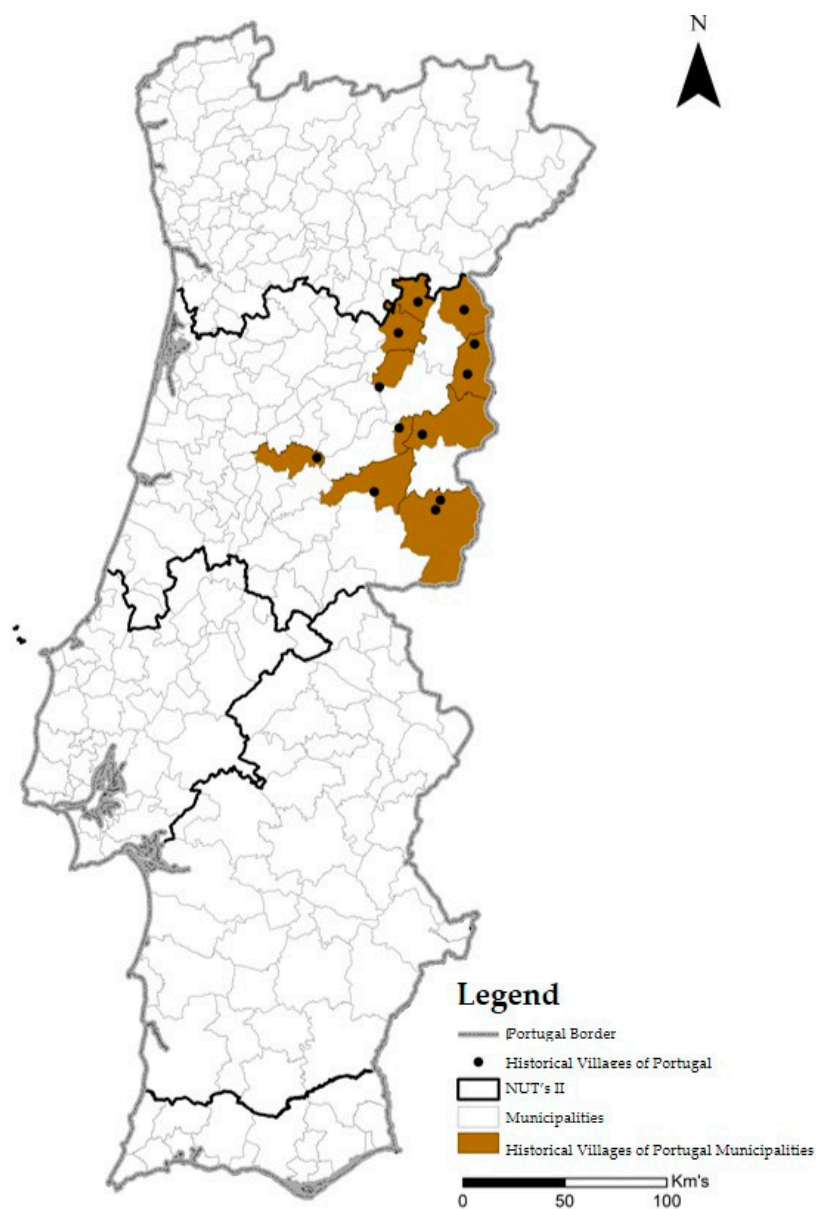 N
Legend
Portugal Border
Historical Villages of Portugal
NUT's II
Municipalities
Historical Villages of Portugal Municipalities
Km's
0 50 100